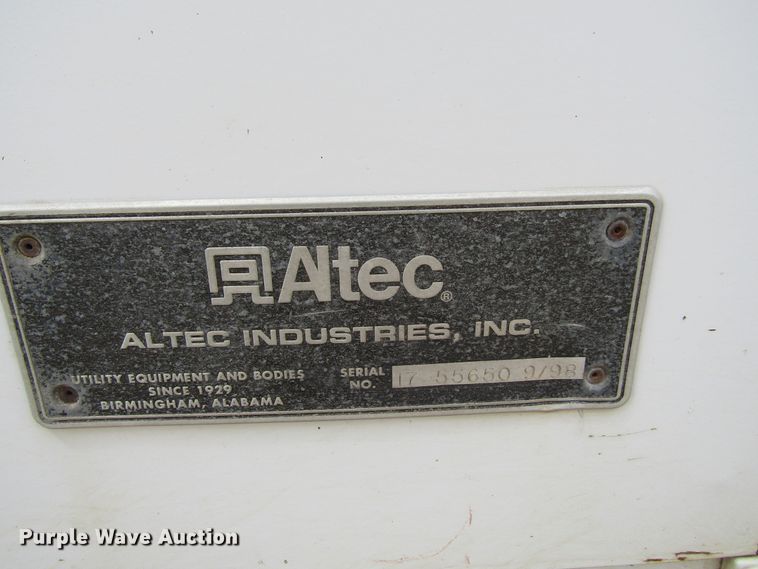 Altec®
ALTEC INDUSTRIES, INC.
UTILITY EQUIPMENT AND BODIES
SINCE 1929
BIRMINGHAM, ALABAMA
SERIAL
NO. 17 55650 9/98
Purple Wave Auction